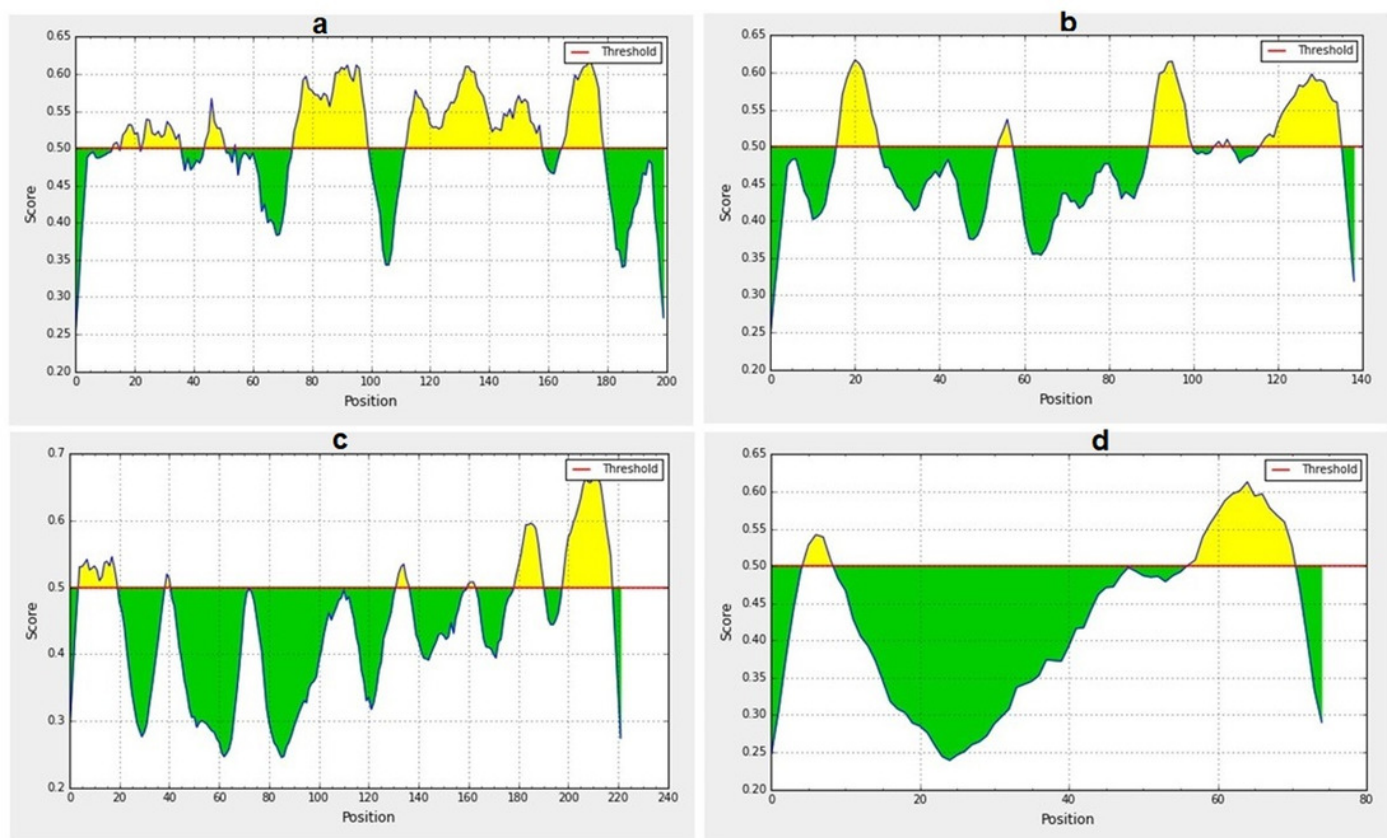 a
0.65
Threshold
0.60
0.55
0.50
0.45
0.40
0.35
0.30
0.25
0.20
Score
0 20 40 60 80 100 120 140 160 180 200
Position
b
0.65
Threshold
0.60
0.55
0.50
0.45
0.40
0.35
0.30
0.25
0.20
Score
0 20 40 60 80 100 120 140
Position
c
0.7
Threshold
0.6
0.5
0.4
0.3
0.2
Score
0 20 40 60 80 100 120 140 160 180 200 220 240
Position
d
0.65
Threshold
0.60
0.55
0.50
0.45
0.40
0.35
0.30
0.25
0.20
Score
0 20 40 60 80
Position